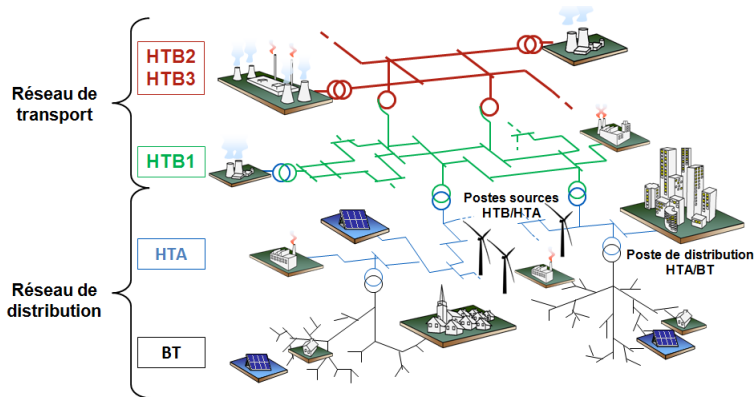 HTB2
HTB3
Réseau de
transport
HTB1
Postes sources
HTB/HTA
HTA
Poste de distribution
HTA/BT
Réseau de
distribution
BT